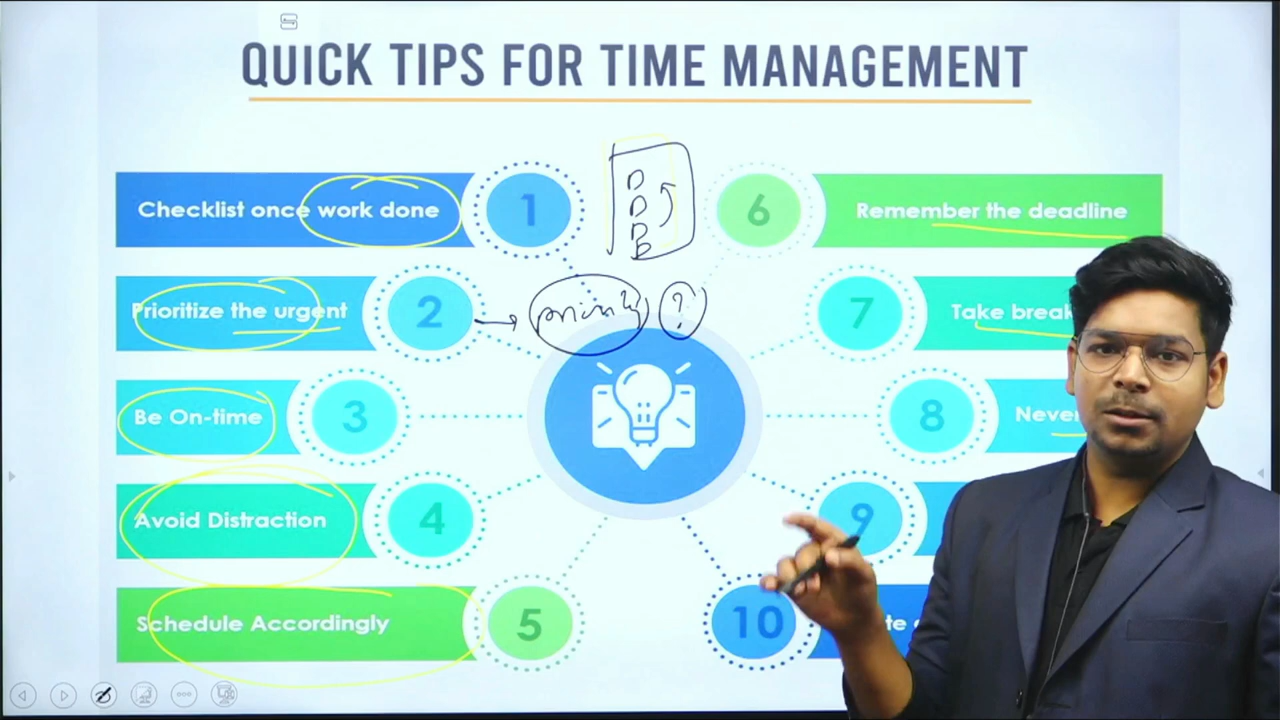 QUICK TIPS FOR TIME MANAGEMENT
Checklist once work done
1
Prioritize the urgent
2
priority ?
Be On-time
3
Avoid Distraction
4
Schedule Accordingly
5
6
Remember the deadline
7
Take break
8
Never
9
10